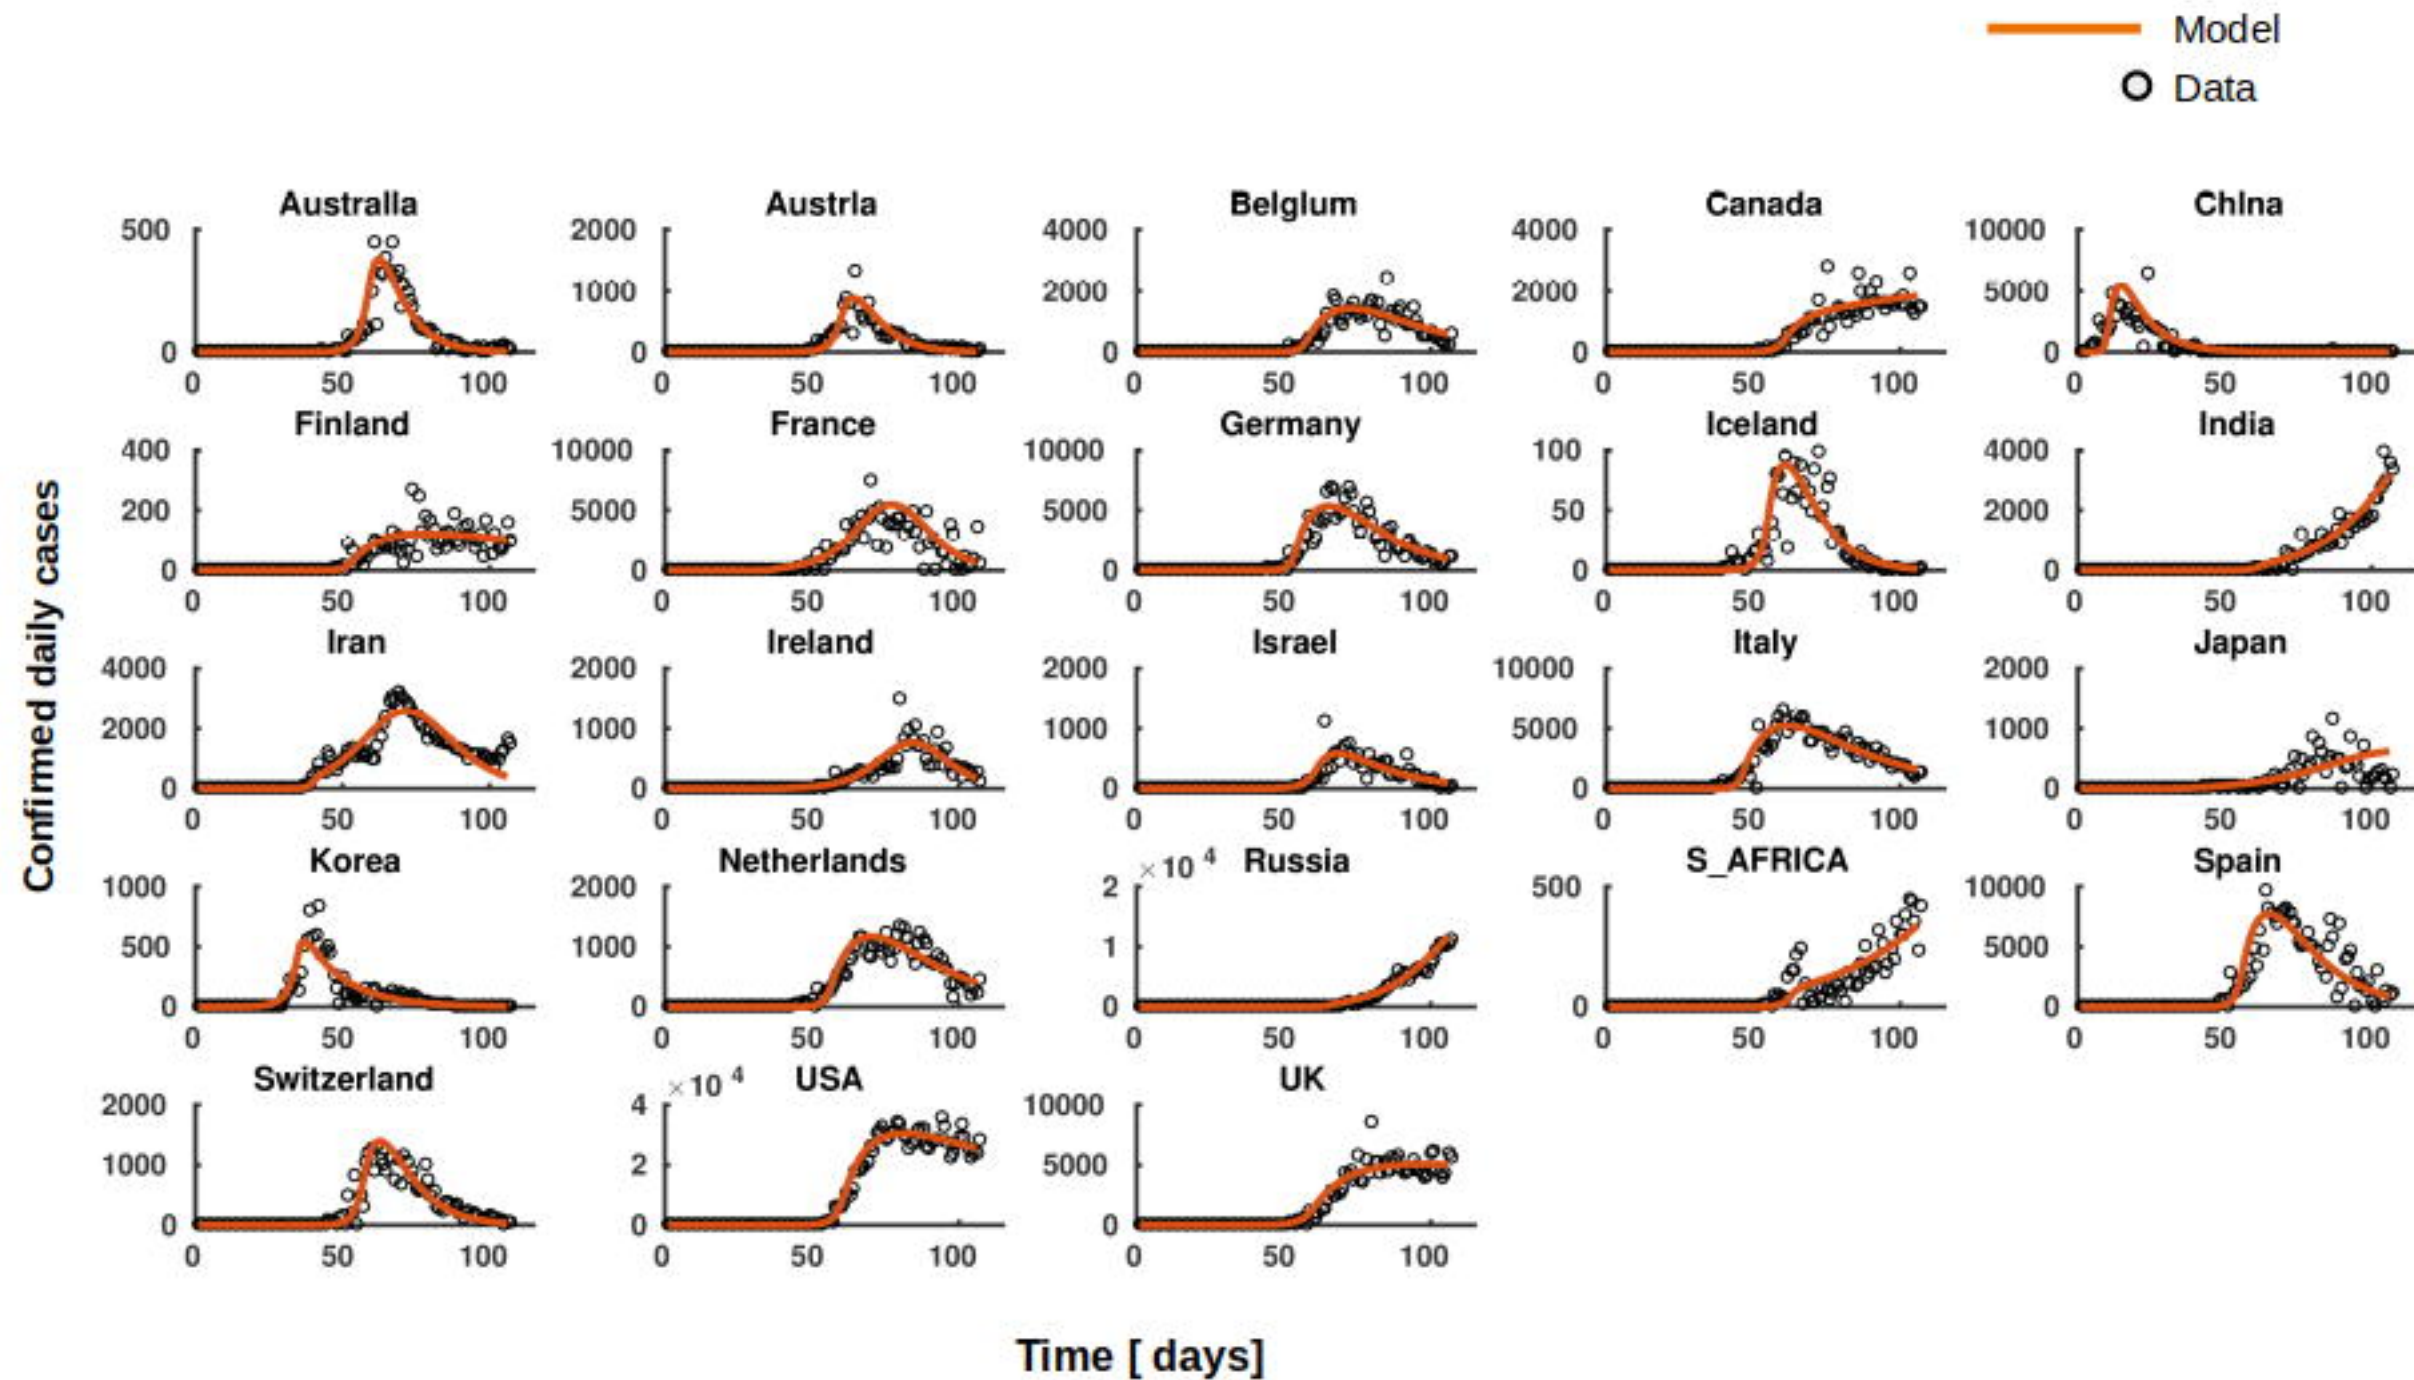 Model
Data
Confirmed daily cases
Australia
500
0
0 50 100
Austria
2000
1000
0
0 50 100
Belgium
4000
2000
0
0 50 100
Canada
4000
2000
0
0 50 100
China
10000
5000
0
0 50 100
Finland
400
200
0
0 50 100
France
10000
5000
0
0 50 100
Germany
10000
5000
0
0 50 100
Iceland
100
50
0
0 50 100
India
4000
2000
0
0 50 100
Iran
4000
2000
0
0 50 100
Ireland
2000
1000
0
0 50 100
Israel
2000
1000
0
0 50 100
Italy
10000
5000
0
0 50 100
Japan
2000
1000
0
0 50 100
Korea
1000
500
0
0 50 100
Netherlands
2000
1000
0
0 50 100
×10 4 Russia
2
1
0
0 50 100
S_AFRICA
500
0
0 50 100
Spain
10000
5000
0
0 50 100
Switzerland
2000
1000
0
0 50 100
×10 4 USA
4
2
0
0 50 100
UK
10000
5000
0
0 50 100
Time [ days]